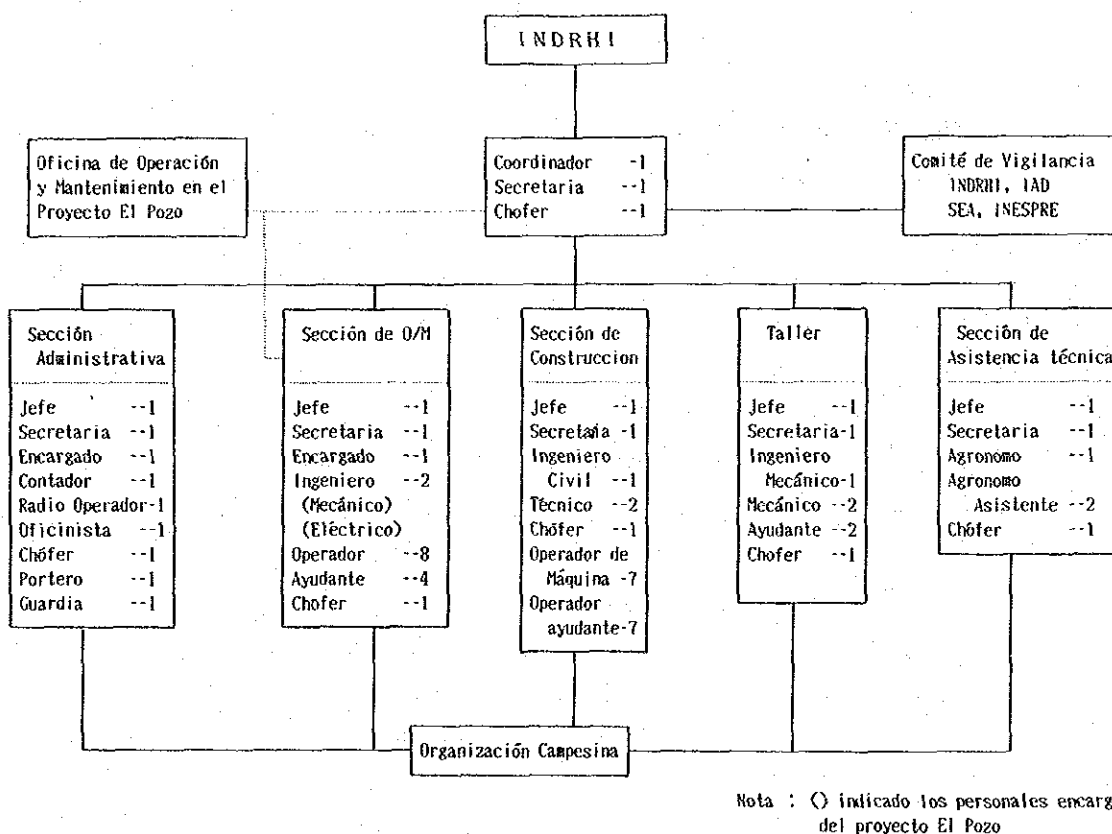 INDRHI
Oficina de Operación
y Mantenimiento en el
Proyecto El Pozo
Coordinador -1
Secretaria --1
Chofer --1
Comité de Vigilancia
INDRHI, IAD
SEA, INESPRE
Sección
Administrativa
Jefe --1
Secretaria --1
Encargado --1
Contador --1
Radio Operador-1
Oficinista --1
Chófer --1
Portero --1
Guardia --1
Sección de O/M
Jefe --1
Secretaria --1
Encargado --1
Ingeniero --2
(Mecánico)
(Eléctrico)
Operador --8
Ayudante --4
Chofer --1
Sección de
Construccion
Jefe --1
Secretaia -1
Ingeniero
Civil --1
Técnico --2
Chófer --1
Operador de
Máquina -7
Operador
ayudante-7
Taller
Jefe --1
Secretaria-1
Ingeniero
Mecánico-1
Mecánico --2
Ayudante --2
Chofer --1
Sección de
Asistencia técnica
Jefe --1
Secretaria --1
Agronomo --1
Agronomo
Asistente --2
Chófer --1
Organización Campesina
Nota : () indicado los personales encarg
del proyecto El Pozo